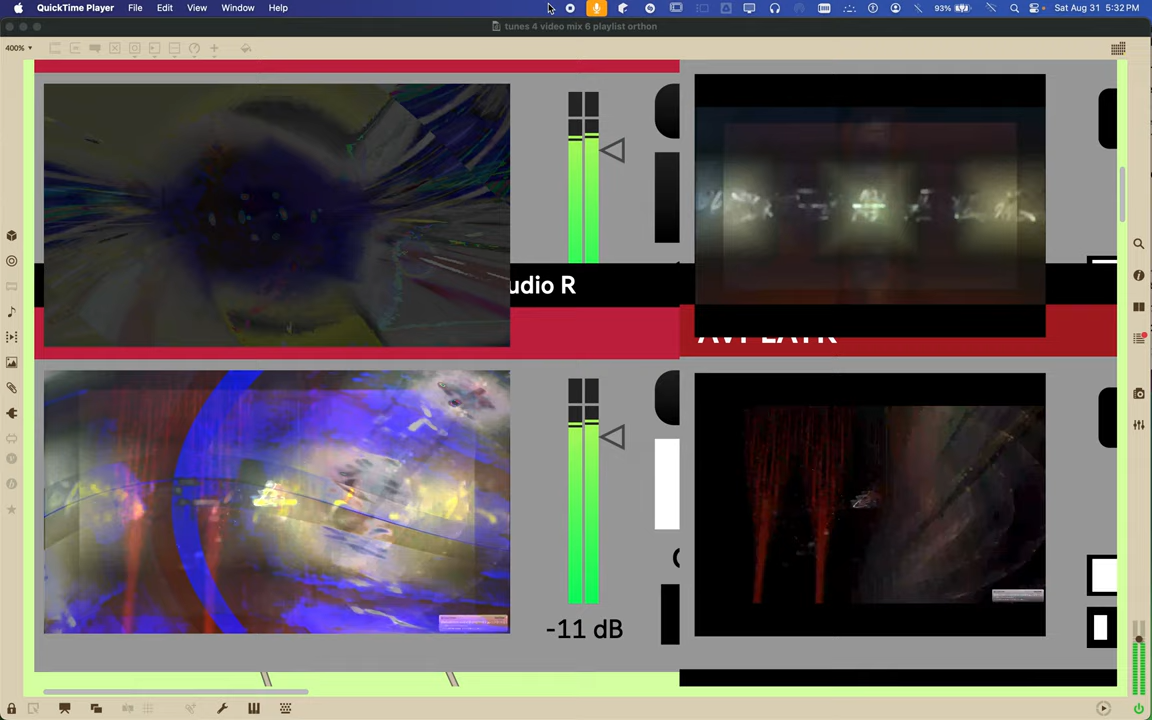 QuickTime Player File Edit View Window Help 93% Sat Aug 31 5:32 PM
tunes 4 video mix 6 playlist orthon
400%
udio R
-11 dB